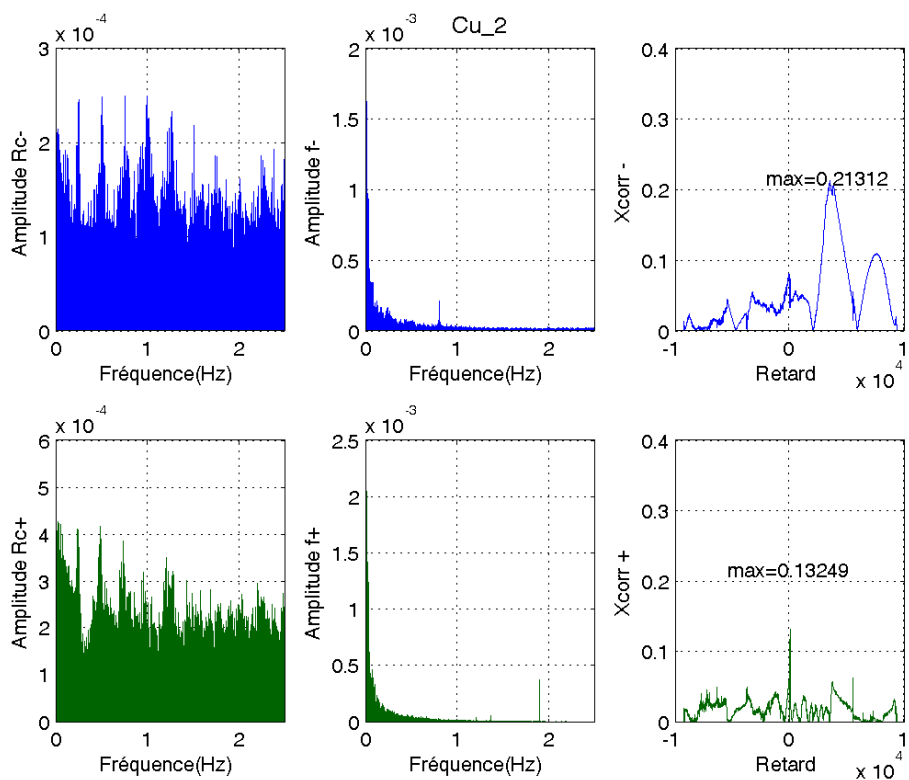 Cu_2
x 10⁻⁴
3
2
1
0
Amplitude Rc-
0 1 2
Fréquence(Hz)
x 10⁻³
2
1.5
1
0.5
0
Amplitude f-
0 1 2
Fréquence(Hz)
0.4
0.3
0.2
0.1
0
Xcorr -
max=0.21312
-1 0 1
Retard
x 10⁴
x 10⁻⁴
6
5
4
3
2
1
0
Amplitude Rc+
0 1 2
Fréquence(Hz)
x 10⁻³
2.5
2
1.5
1
0.5
0
Amplitude f+
0 1 2
Fréquence(Hz)
0.4
0.3
0.2
0.1
0
Xcorr +
max=0.13249
-1 0 1
Retard
x 10⁴